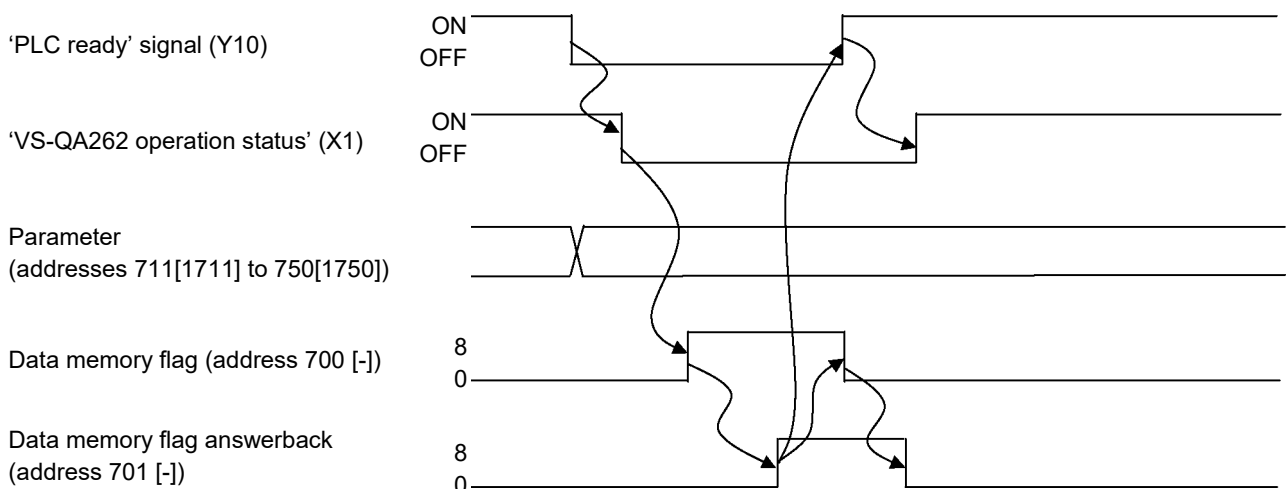 ‘PLC ready’ signal (Y10)
ON
OFF
‘VS-QA262 operation status’ (X1)
ON
OFF
Parameter
(addresses 711[1711] to 750[1750])
Data memory flag (address 700 [-])
8
0
Data memory flag answerback
(address 701 [-])
8
0